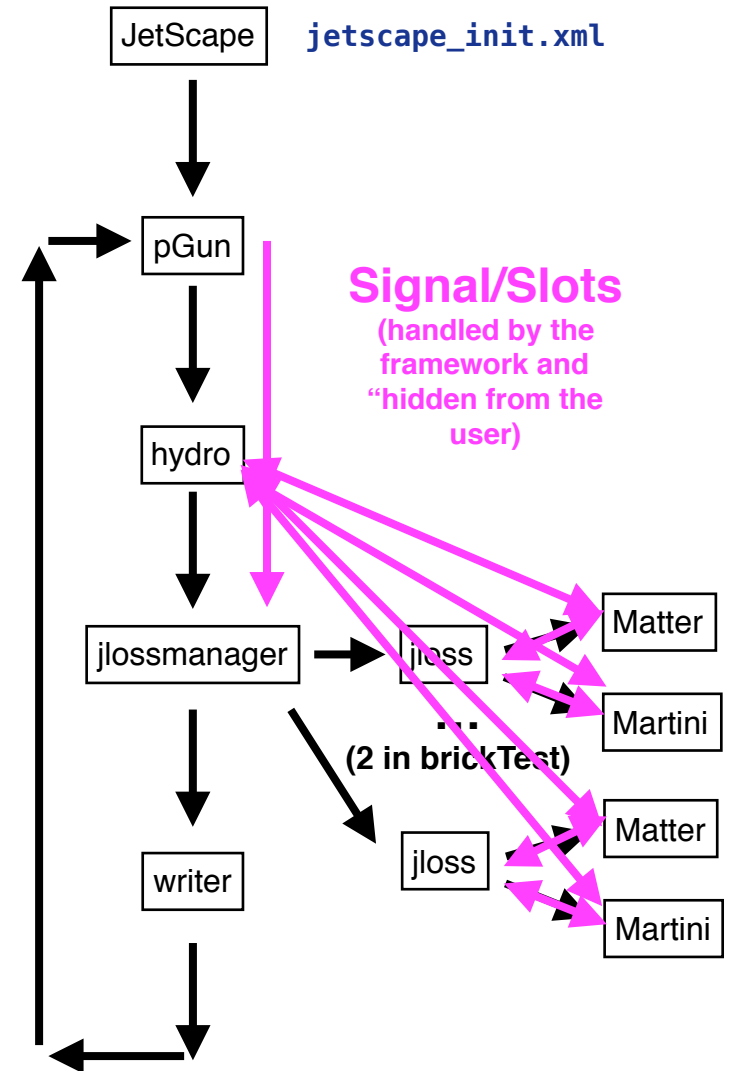 JetScape
jetscape_init.xml
pGun
Signal/Slots
(handled by the
framework and
“hidden from the
user)
hydro
jlossmanager
jloss
Matter
Martini
...
(2 in brickTest)
Matter
jloss
writer
Martini